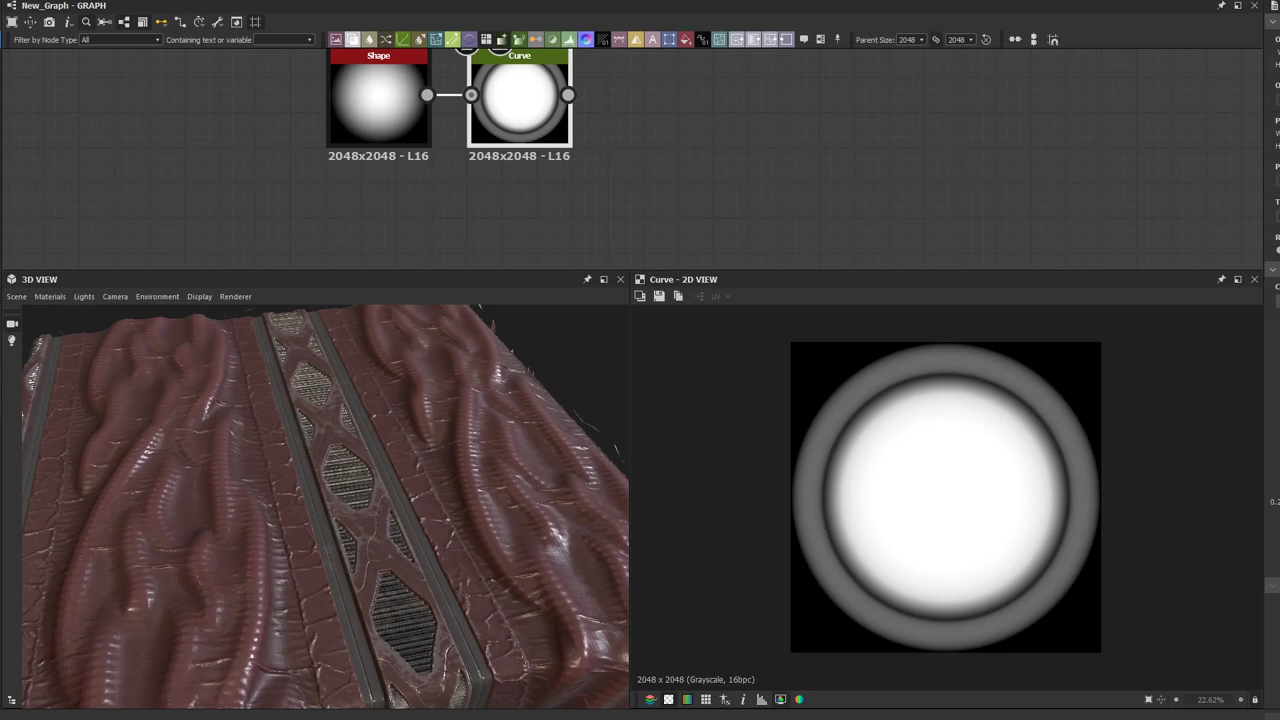 New_Graph - GRAPH
Filter by Node Type All Containing text or variable Parent Size: 2048 2048
Shape Curve
2048x2048 - L16 2048x2048 - L16
3D VIEW
Scene Materials Lights Camera Environment Display Renderer
Curve - 2D VIEW
UV
2048 x 2048 (Grayscale, 16bpc)
22.62%